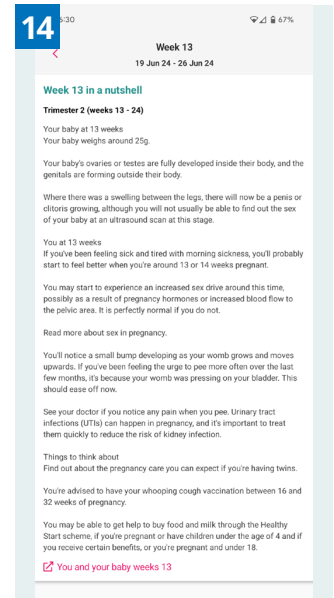 14
6:30
67%
Week 13
19 Jun 24 - 26 Jun 24
Week 13 in a nutshell
Trimester 2 (weeks 13 - 24)
Your baby at 13 weeks
Your baby weighs around 25g.
Your baby's ovaries or testes are fully developed inside their body, and the
genitals are forming outside their body.
Where there was a swelling between the legs, there will now be a penis or
clitoris growing, although you will not usually be able to find out the sex
of your baby at an ultrasound scan at this stage.
You at 13 weeks
If you've been feeling sick and tired with morning sickness, you'll probably
start to feel better when you're around 13 or 14 weeks pregnant.
You may start to experience an increased sex drive around this time,
possibly as a result of pregnancy hormones or increased blood flow to
the pelvic area. It is perfectly normal if you do not.
Read more about sex in pregnancy.
You'll notice a small bump developing as your womb grows and moves
upwards. If you've been feeling the urge to pee more often over the last
few months, it's because your womb was pressing on your bladder. This
should ease off now.
See your doctor if you notice any pain when you pee. Urinary tract
infections (UTIs) can happen in pregnancy, and it's important to treat
them quickly to reduce the risk of kidney infection.
Things to think about
Find out about the pregnancy care you can expect if you're having twins.
You're advised to have your whooping cough vaccination between 16 and
32 weeks of pregnancy.
You may be able to get help to buy food and milk through the Healthy
Start scheme, if you're pregnant or have children under the age of 4 and if
you receive certain benefits, or you're pregnant and under 18.
You and your baby weeks 13